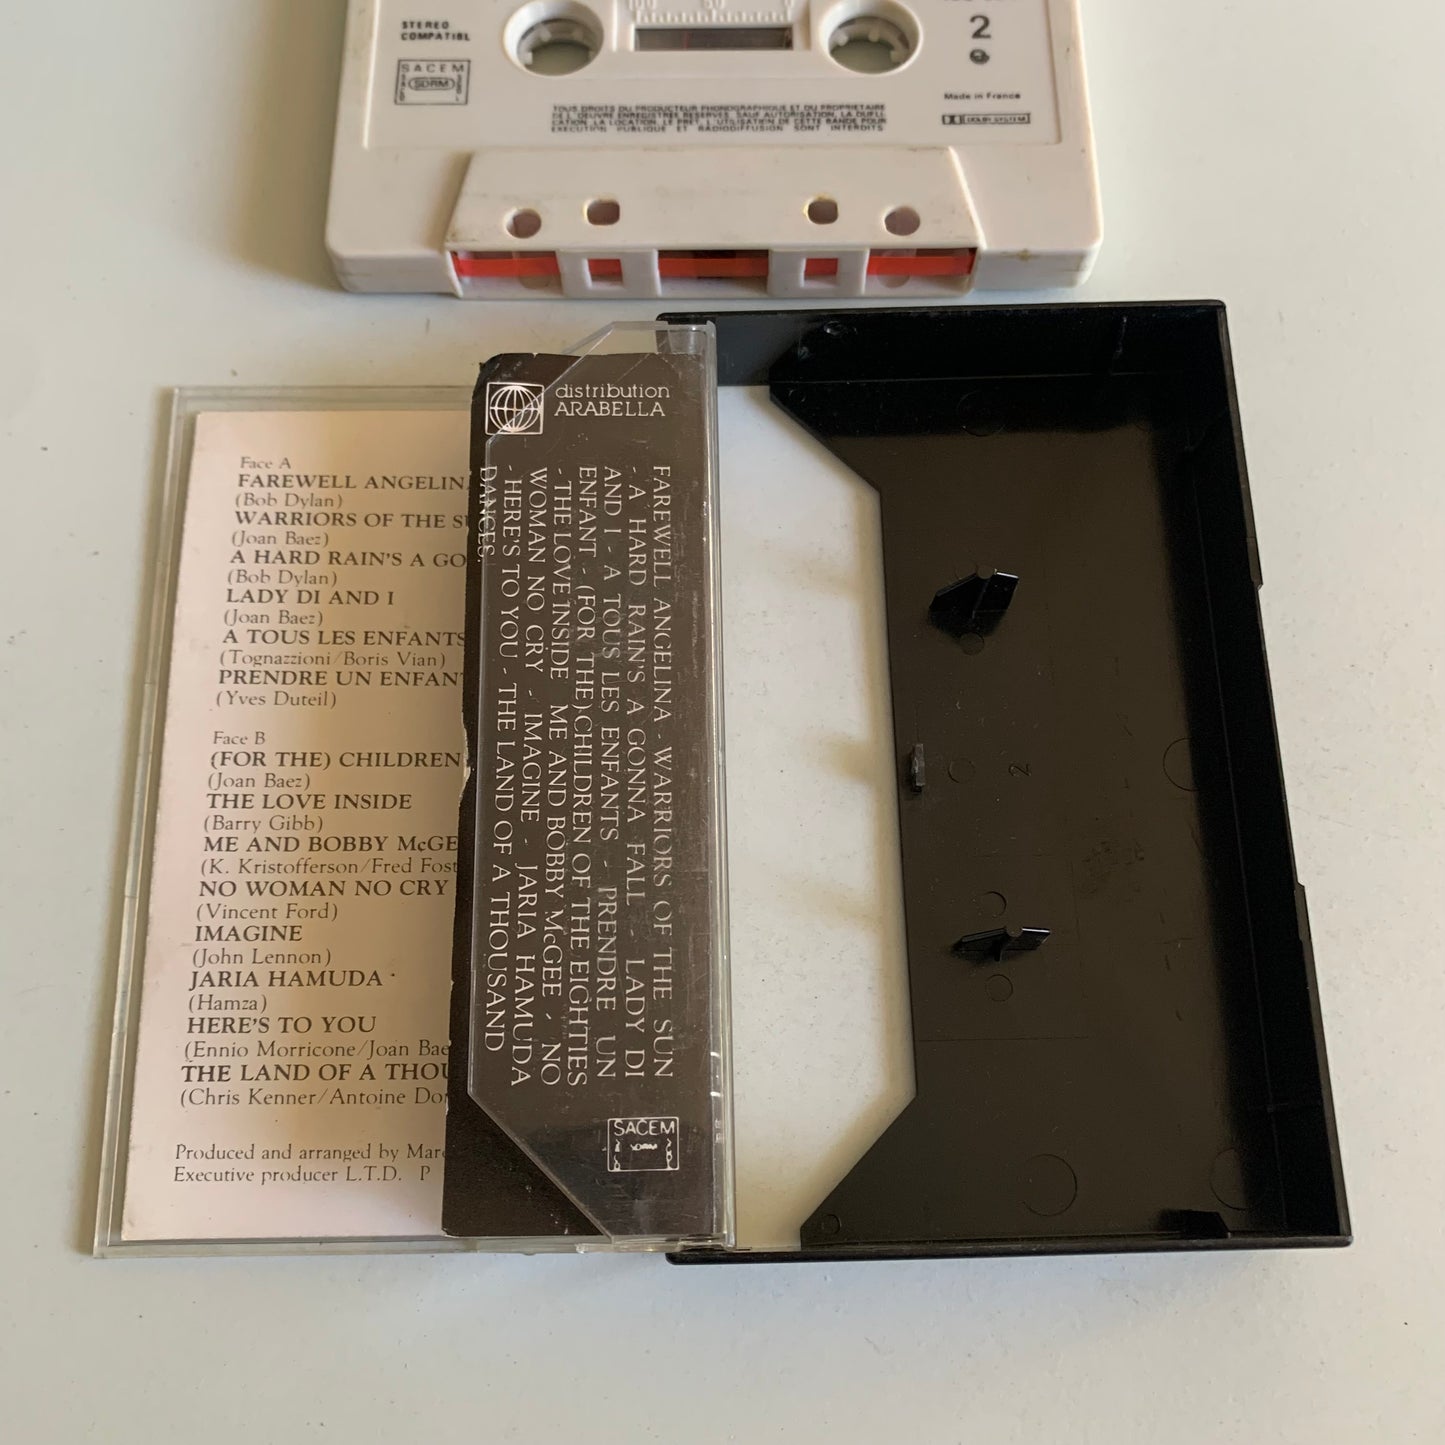 STEREO
COMPATIBL
SACEM
SDRM
100 50 0
2
Made in France
DOLBY SYSTEM
TOUS DROITS DU PRODUCTEUR PHONOGRAPHIQUE ET DU PROPRIETAIRE
DE L'OEUVRE ENREGISTREE RESERVES. SAUF AUTORISATION, LA DUPLI-
CATION, LA LOCATION, LE PRET, L'UTILISATION DE CETTE BANDE POUR
EXECUTION PUBLIQUE ET RADIODIFFUSION SONT INTERDITS
Face A
FAREWELL ANGELINA
(Bob Dylan)
WARRIORS OF THE SU
(Joan Baez)
A HARD RAIN'S A GO
(Bob Dylan)
LADY DI AND I
(Joan Baez)
A TOUS LES ENFANTS
(Tognazzioni/Boris Vian)
PRENDRE UN ENFANT
(Yves Duteil)
Face B
(FOR THE) CHILDREN
(Joan Baez)
THE LOVE INSIDE
(Barry Gibb)
ME AND BOBBY McGE
(K. Kristofferson/Fred Fost
NO WOMAN NO CRY
(Vincent Ford)
IMAGINE
(John Lennon)
JARIA HAMUDA
(Hamza)
HERE'S TO YOU
(Ennio Morricone/Joan Bae
THE LAND OF A THOU
(Chris Kenner/Antoine Do
Produced and arranged by Mar
Executive producer L.T.D. P
distribution
ARABELLA
FAREWELL ANGELINA - WARRIORS OF THE SUN
- A HARD RAIN'S A GONNA FALL - LADY DI
AND I - A TOUS LES ENFANTS - PRENDRE UN
ENFANT - (FOR THE) CHILDREN OF THE EIGHTIES
- THE LOVE INSIDE ME AND BOBBY McGEE - NO
WOMAN NO CRY - IMAGINE - JARIA HAMUDA
- HERE'S TO YOU - THE LAND OF A THOUSAND
DANCES.
SACEM
2